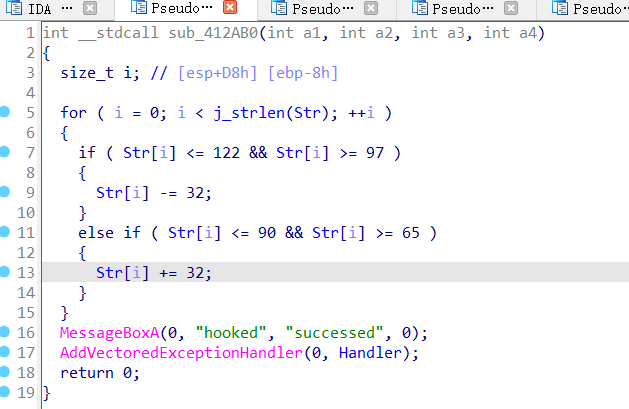 IDA ··· Pseudo··· Pseudo··· Pseudo··· Pseudo
1 int __stdcall sub_412AB0(int a1, int a2, int a3, int a4)
2 {
3 size_t i; // [esp+D8h] [ebp-8h]
4
5 for ( i = 0; i < j_strlen(Str); ++i )
6 {
7 if ( Str[i] <= 122 && Str[i] >= 97 )
8 {
9 Str[i] -= 32;
10 }
11 else if ( Str[i] <= 90 && Str[i] >= 65 )
12 {
13 Str[i] += 32;
14 }
15 }
16 MessageBoxA(0, "hooked", "successed", 0);
17 AddVectoredExceptionHandler(0, Handler);
18 return 0;
19 }